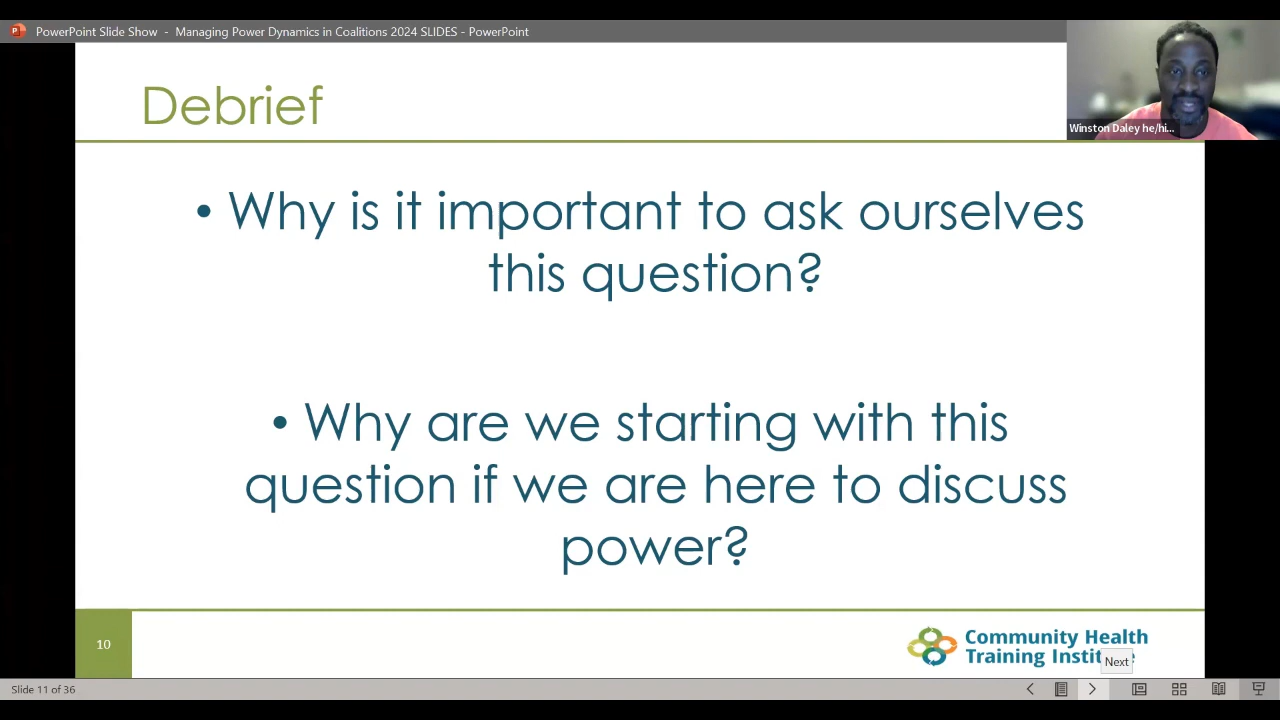 PowerPoint Slide Show - Managing Power Dynamics in Coalitions 2024 SLIDES - PowerPoint
Winston Daley he/hi...
Debrief
• Why is it important to ask ourselves
this question?
• Why are we starting with this
question if we are here to discuss
power?
10
Community Health
Training Instit e
Next
Slide 11 of 36